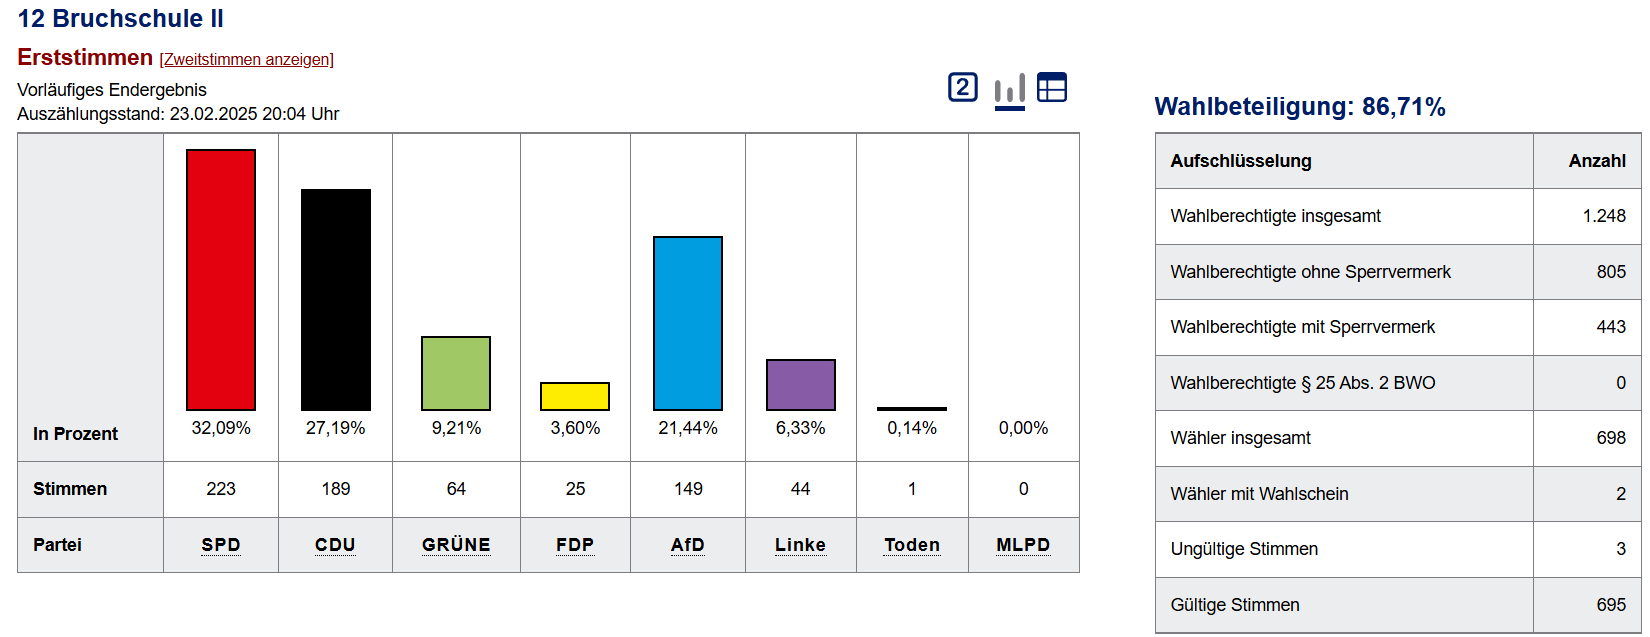 12 Bruchschule II
Erststimmen [Zweitstimmen anzeigen]
Vorläufiges Endergebnis
Auszählungsstand: 23.02.2025 20:04 Uhr
2
In Prozent 32,09% 27,19% 9,21% 3,60% 21,44% 6,33% 0,14% 0,00%
Stimmen 223 189 64 25 149 44 1 0
Partei SPD CDU GRÜNE FDP AfD Linke Toden MLPD
Wahlbeteiligung: 86,71%
Aufschlüsselung Anzahl
Wahlberechtigte insgesamt 1.248
Wahlberechtigte ohne Sperrvermerk 805
Wahlberechtigte mit Sperrvermerk 443
Wahlberechtigte § 25 Abs. 2 BWO 0
Wähler insgesamt 698
Wähler mit Wahlschein 2
Ungültige Stimmen 3
Gültige Stimmen 695